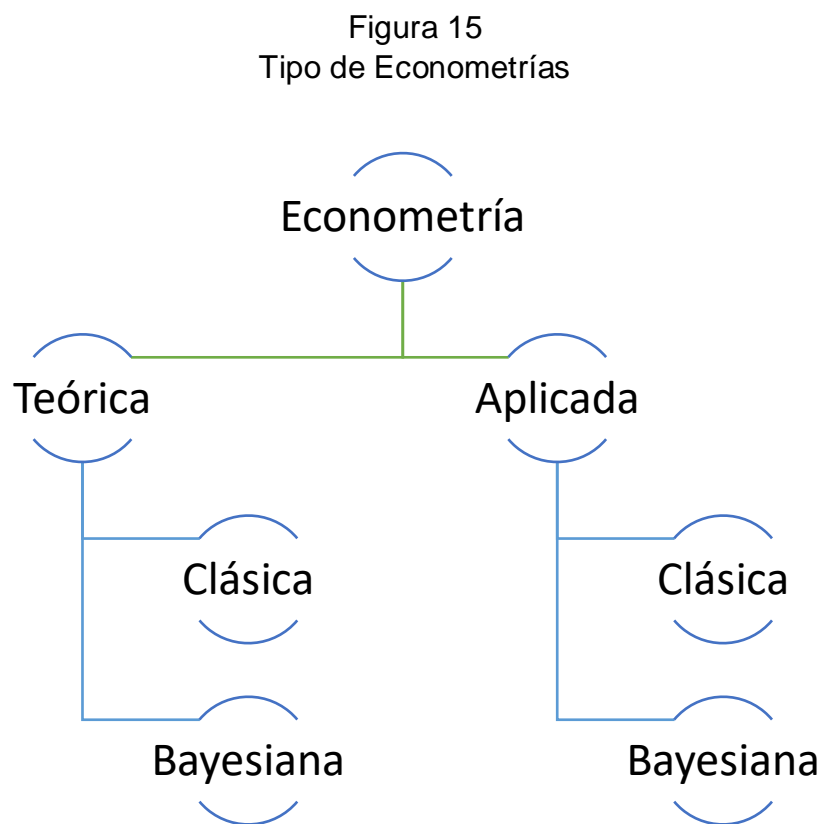 Figura 15
Tipo de Econometrías
Econometría
Teórica
Aplicada
Clásica
Clásica
Bayesiana
Bayesiana